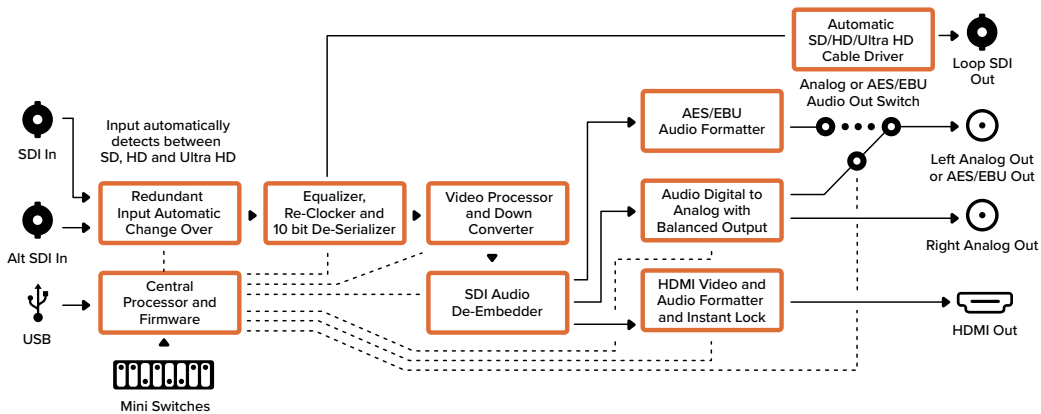 Automatic
SD/HD/Ultra HD
Cable Driver
Loop SDI
Out
Analog or AES/EBU
Audio Out Switch
AES/EBU
Audio Formatter
SDI In
Input automatically
detects between
SD, HD and Ultra HD
Left Analog Out
or AES/EBU Out
Redundant
Input Automatic
Change Over
Equalizer,
Re-Clocker and
10 bit De-Serializer
Video Processor
and Down
Converter
Audio Digital to
Analog with
Balanced Output
Right Analog Out
Alt SDI In
Central
Processor and
Firmware
SDI Audio
De-Embedder
HDMI Video and
Audio Formatter
and Instant Lock
USB
HDMI Out
Mini Switches